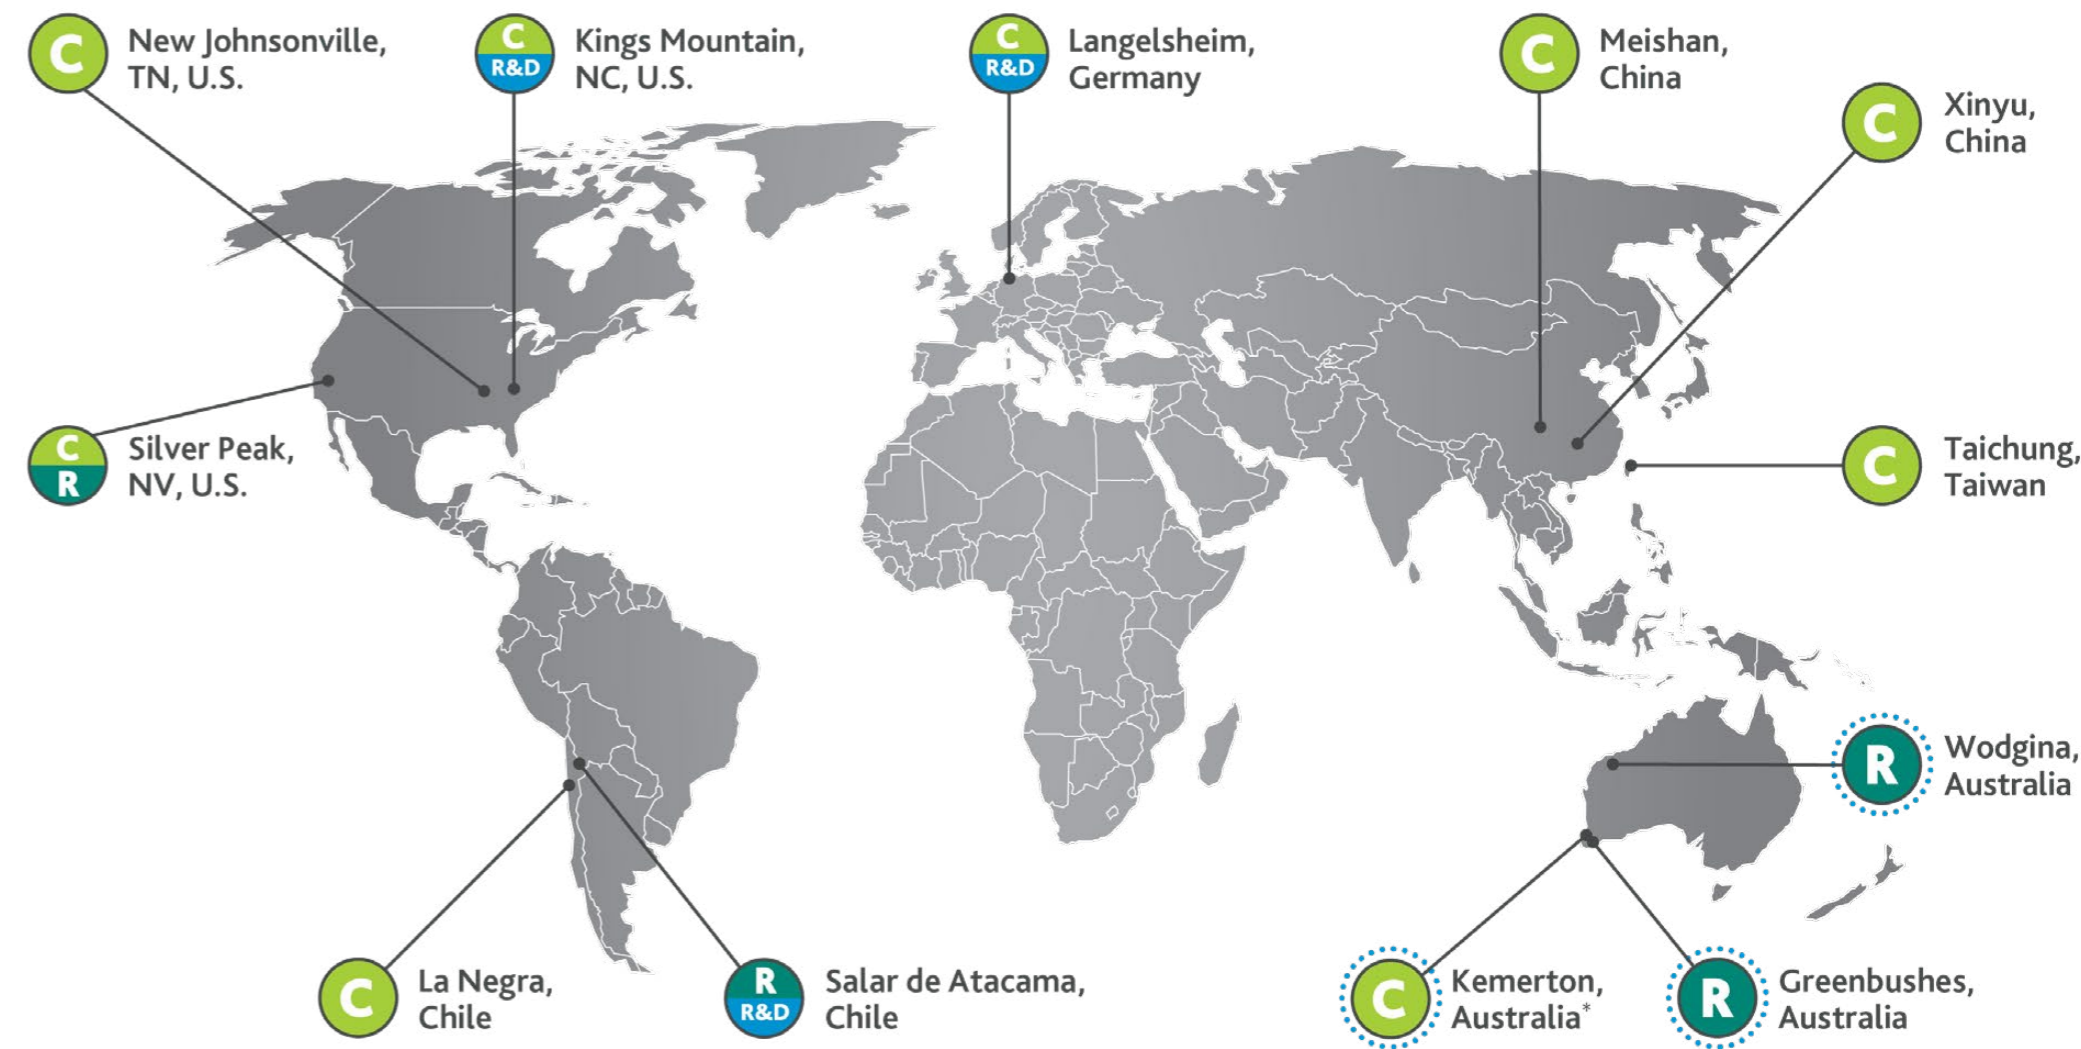 C
New Johnsonville,
TN, U.S.
C
R&D
Kings Mountain,
NC, U.S.
C
R&D
Langelsheim,
Germany
C
Meishan,
China
C
Xinyu,
China
C
R
Silver Peak,
NV, U.S.
C
Taichung,
Taiwan
R
Wodgina,
Australia
C
La Negra,
Chile
R
R&D
Salar de Atacama,
Chile
C
Kemerton,
Australia*
R
Greenbushes,
Australia